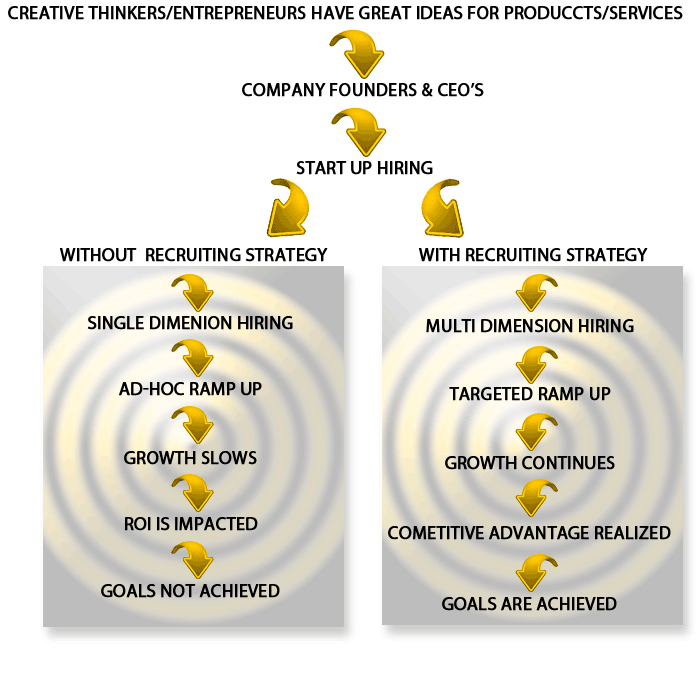 CREATIVE THINKERS/ENTREPRENEURS HAVE GREAT IDEAS FOR PRODUCCTS/SERVICES
COMPANY FOUNDERS & CEO'S
START UP HIRING
WITHOUT RECRUITING STRATEGY
SINGLE DIMENION HIRING
AD-HOC RAMP UP
GROWTH SLOWS
ROI IS IMPACTED
GOALS NOT ACHIEVED
WITH RECRUITING STRATEGY
MULTI DIMENSION HIRING
TARGETED RAMP UP
GROWTH CONTINUES
COMETITIVE ADVANTAGE REALIZED
GOALS ARE ACHIEVED